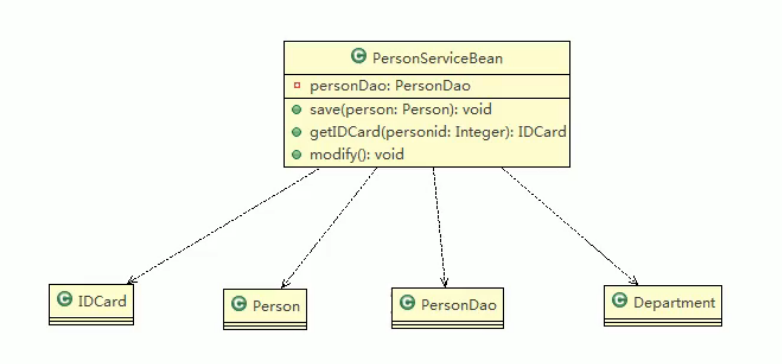 C PersonServiceBean
personDao: PersonDao
save(person: Person): void
getIDCard(personid: Integer): IDCard
modify(): void
C IDCard
C Person
C PersonDao
C Department